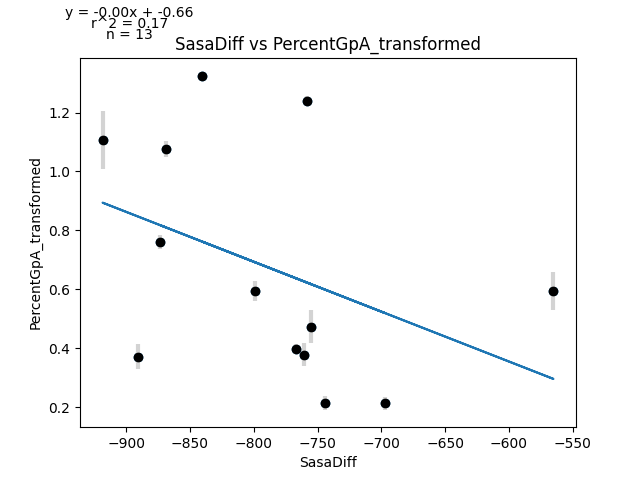 y = -0.00x + -0.66
r^2 = 0.17
n = 13
SasaDiff vs PercentGpA_transformed
PercentGpA_transformed
1.2
1.0
0.8
0.6
0.4
0.2
−900 −850 −800 −750 −700 −650 −600 −550
SasaDiff